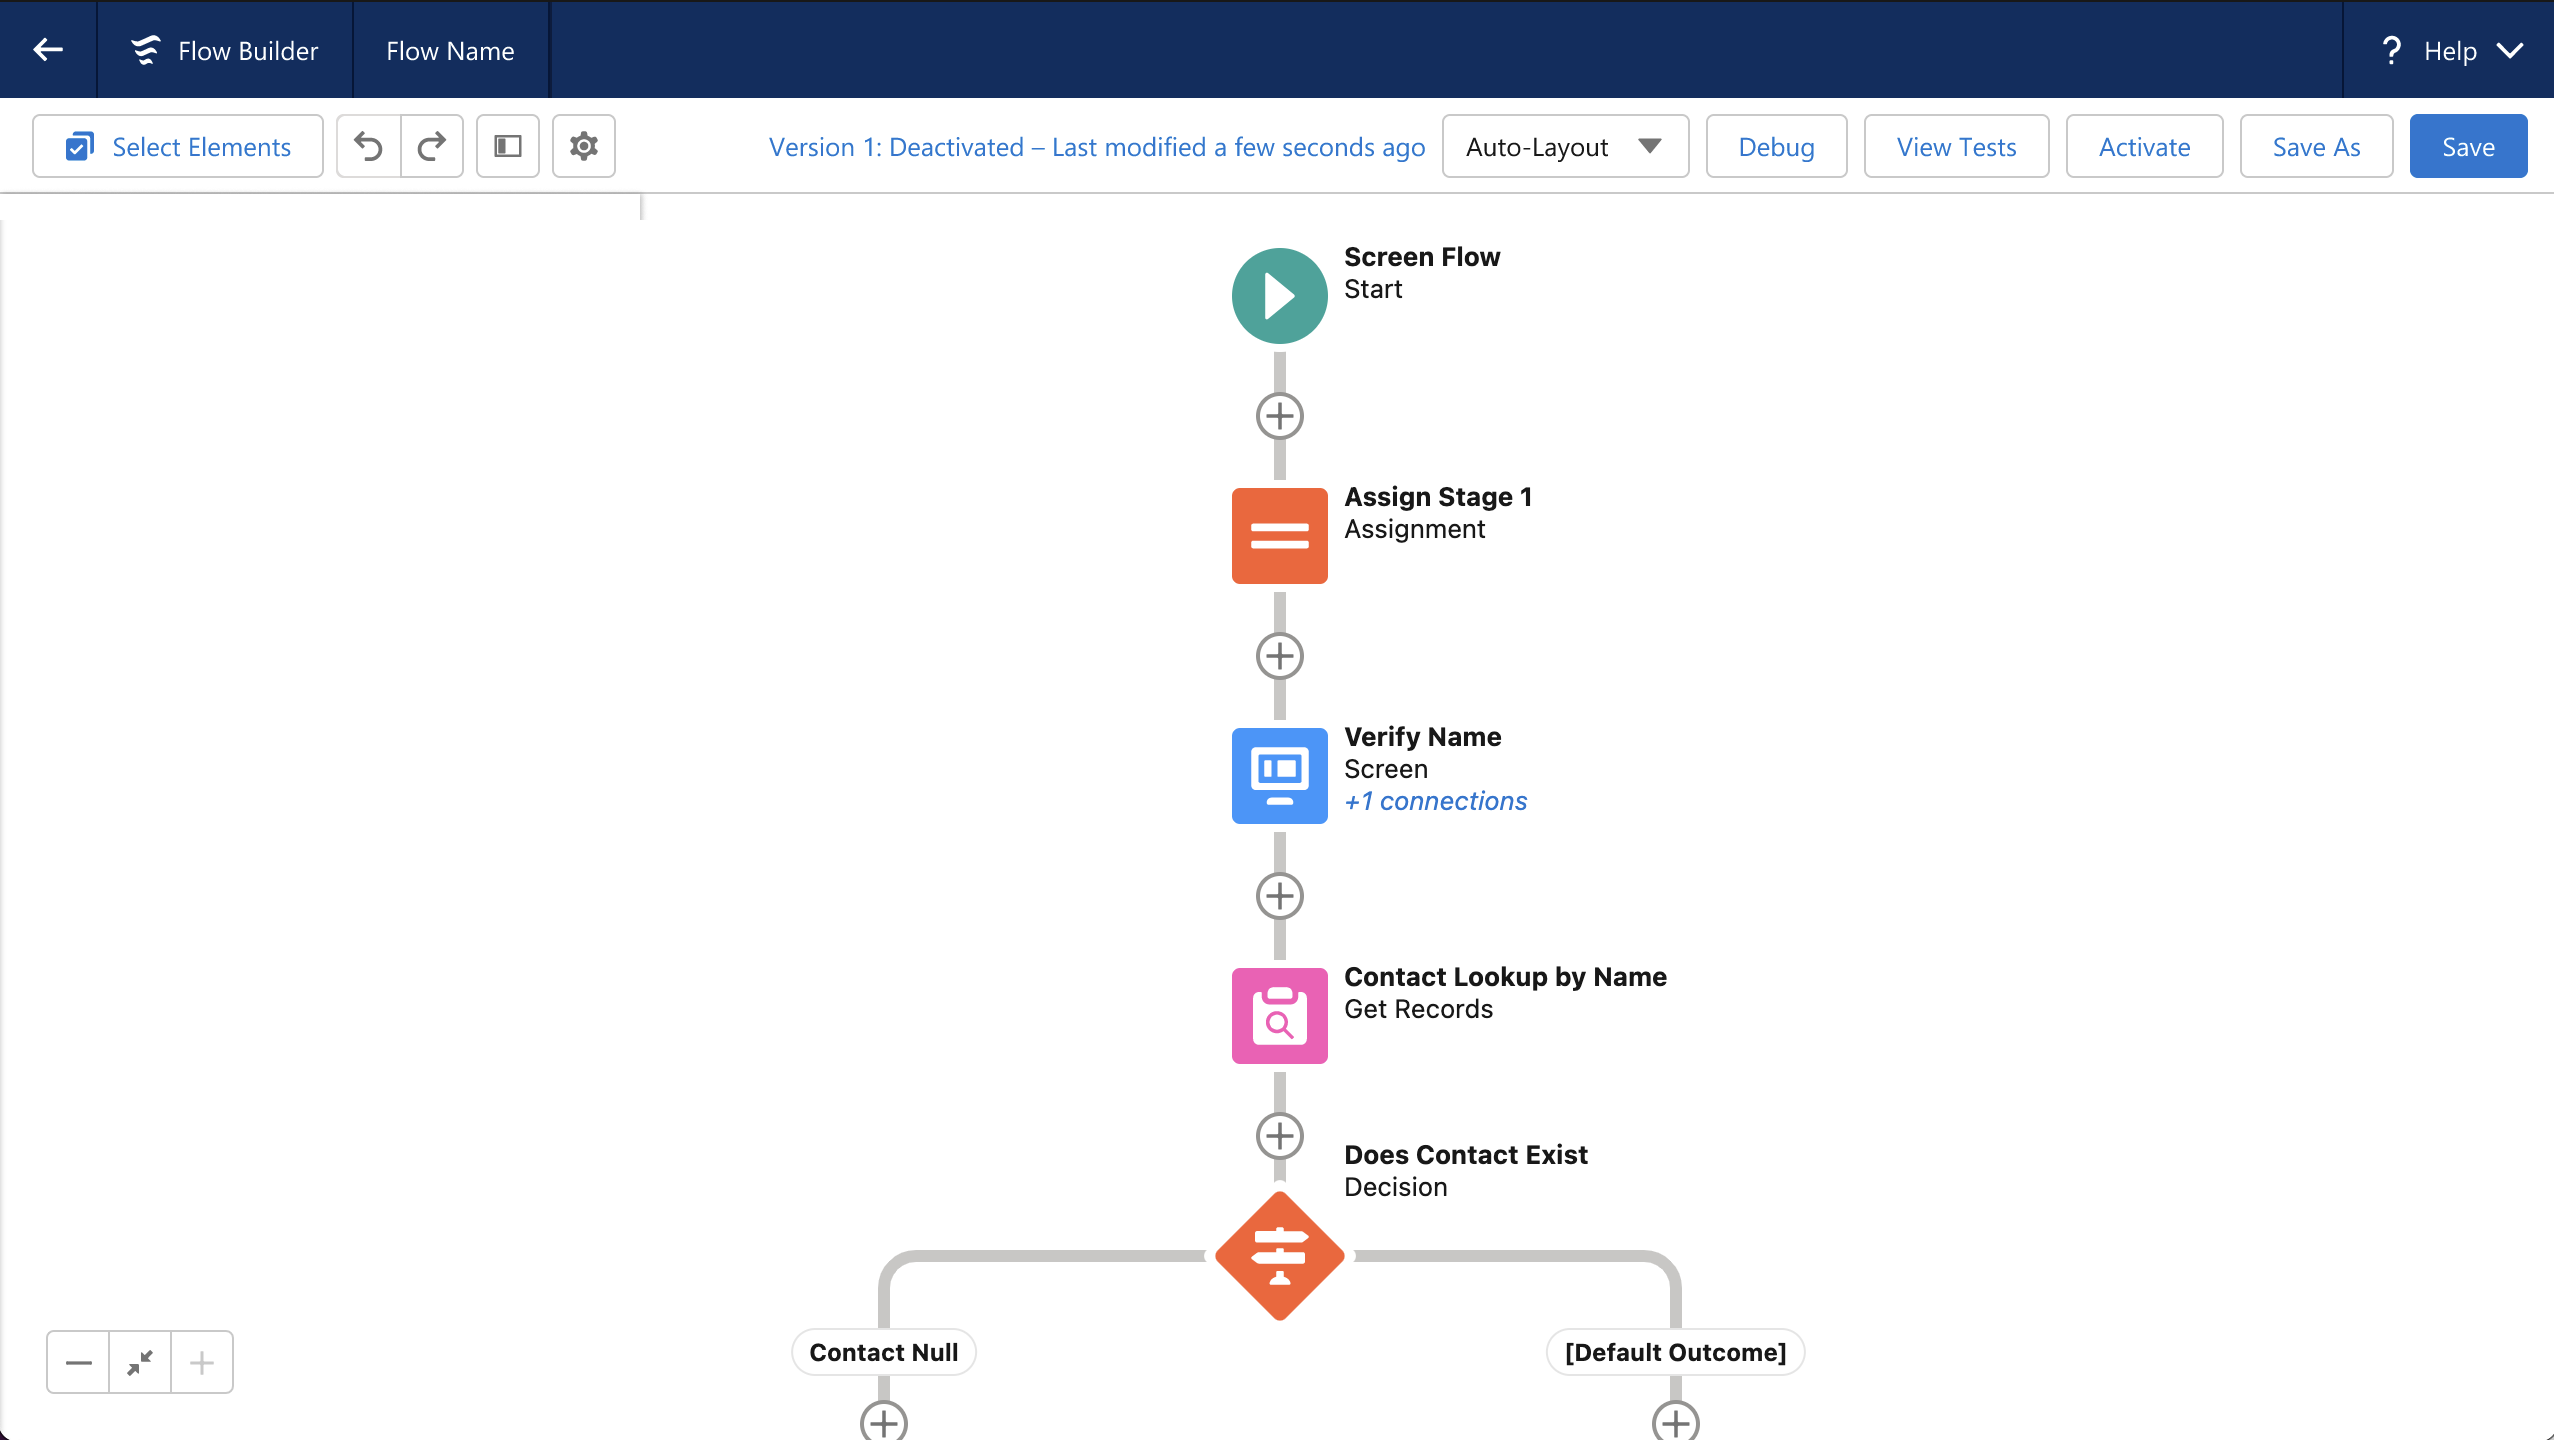 Flow Builder
Flow Name
Help
Select Elements
Version 1: Deactivated – Last modified a few seconds ago
Auto-Layout
Debug
View Tests
Activate
Save As
Save
Screen Flow
Start
Assign Stage 1
Assignment
Verify Name
Screen
+1 connections
Contact Lookup by Name
Get Records
Does Contact Exist
Decision
Contact Null
[Default Outcome]